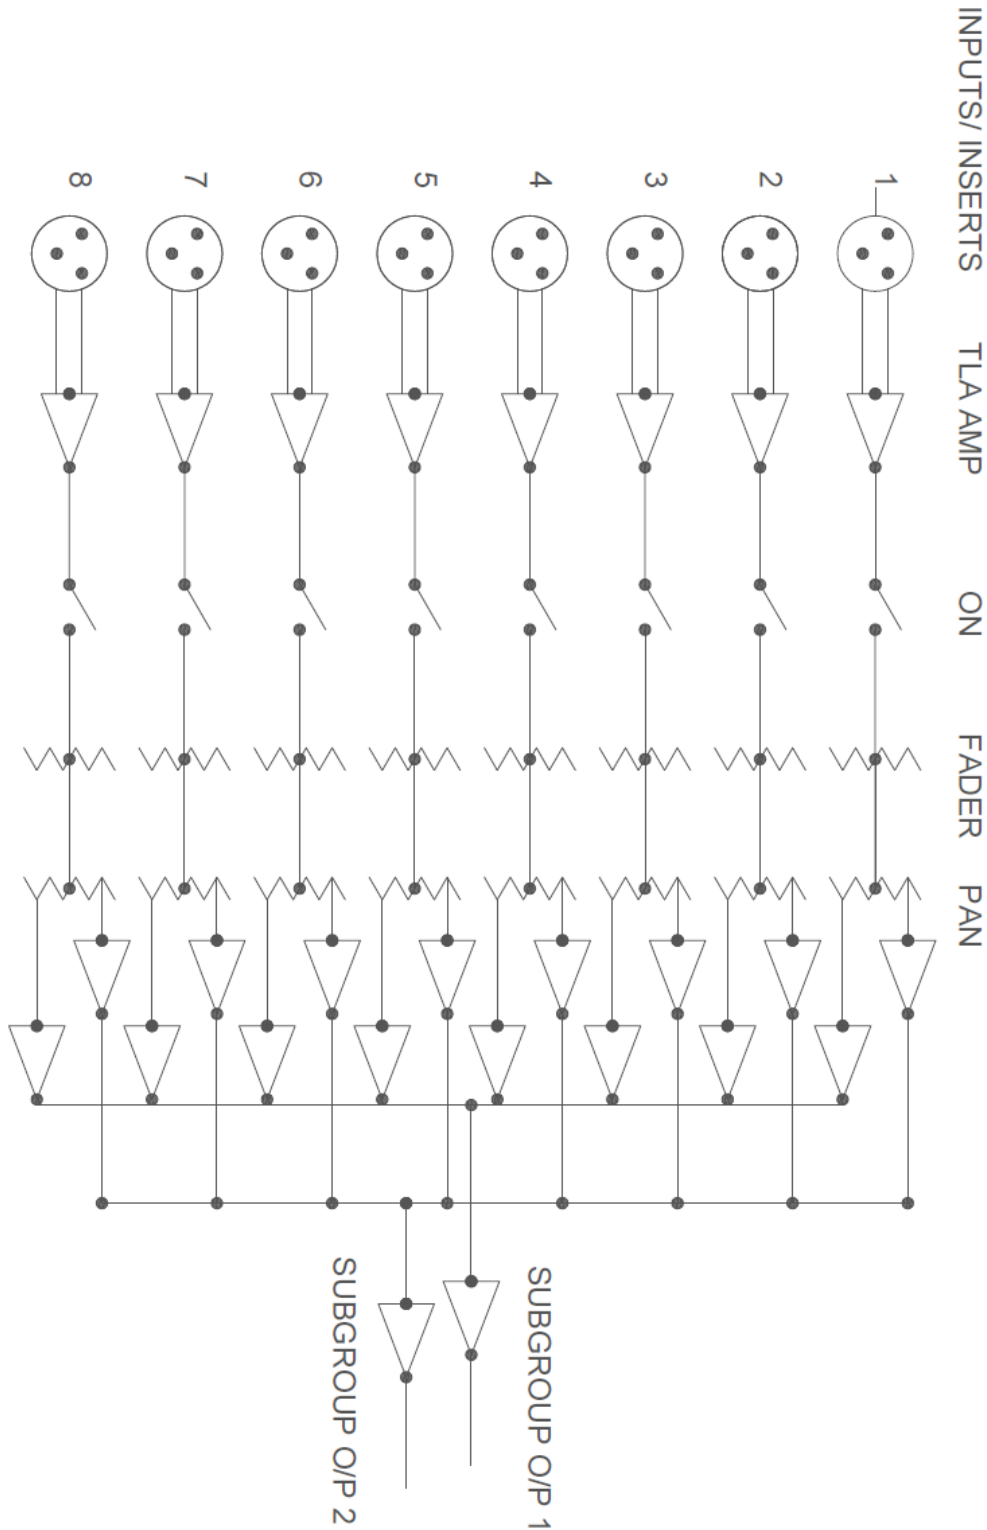 INPUTS/ INSERTS
TLA AMP
ON
FADER
PAN
1
2
3
4
5
6
7
8
SUBGROUP O/P 1
SUBGROUP O/P 2